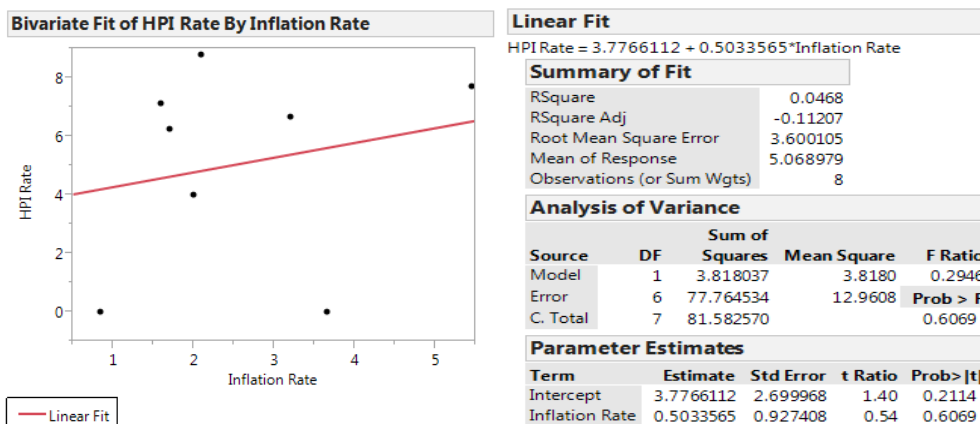 Bivariate Fit of HPI Rate By Inflation Rate
8
6
4
2
0
HPI Rate
1 2 3 4 5
Inflation Rate
Linear Fit
Linear Fit
HPI Rate = 3.7766112 + 0.5033565*Inflation Rate
Summary of Fit
RSquare 0.0468
RSquare Adj -0.11207
Root Mean Square Error 3.600105
Mean of Response 5.068979
Observations (or Sum Wgts) 8
Analysis of Variance
Sum of
Source DF Squares Mean Square F Ratio
Model 1 3.818037 3.8180 0.2946
Error 6 77.764534 12.9608 Prob > F
C. Total 7 81.582570 0.6069
Parameter Estimates
Term Estimate Std Error t Ratio Prob>|t|
Intercept 3.7766112 2.699968 1.40 0.2114
Inflation Rate 0.5033565 0.927408 0.54 0.6069